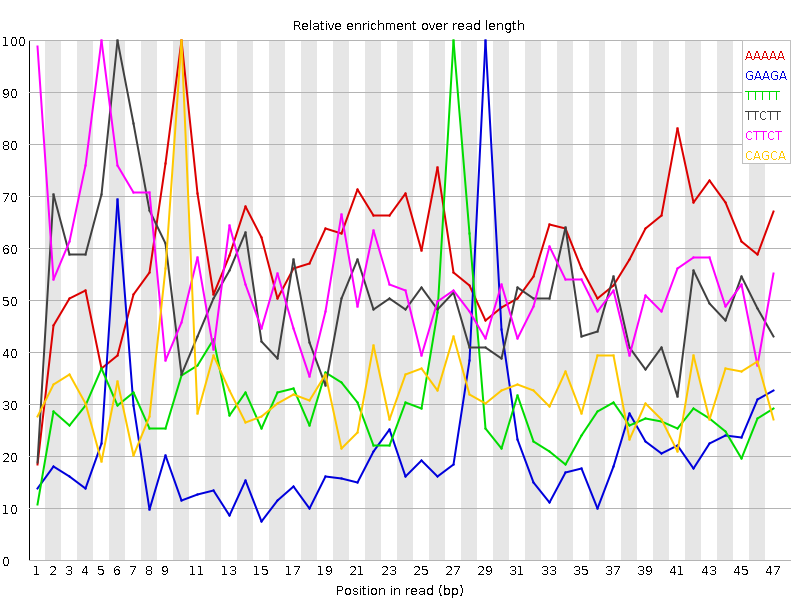 Relative enrichment over read length
100
90
80
70
60
50
40
30
20
10
0
AAAAA
GAAGA
TTTTT
TTCTT
CTTCT
CAGCA
1 2 3 4 5 6 7 8 9 11 13 15 17 19 21 23 25 27 29 31 33 35 37 39 41 43 45 47
Position in read (bp)